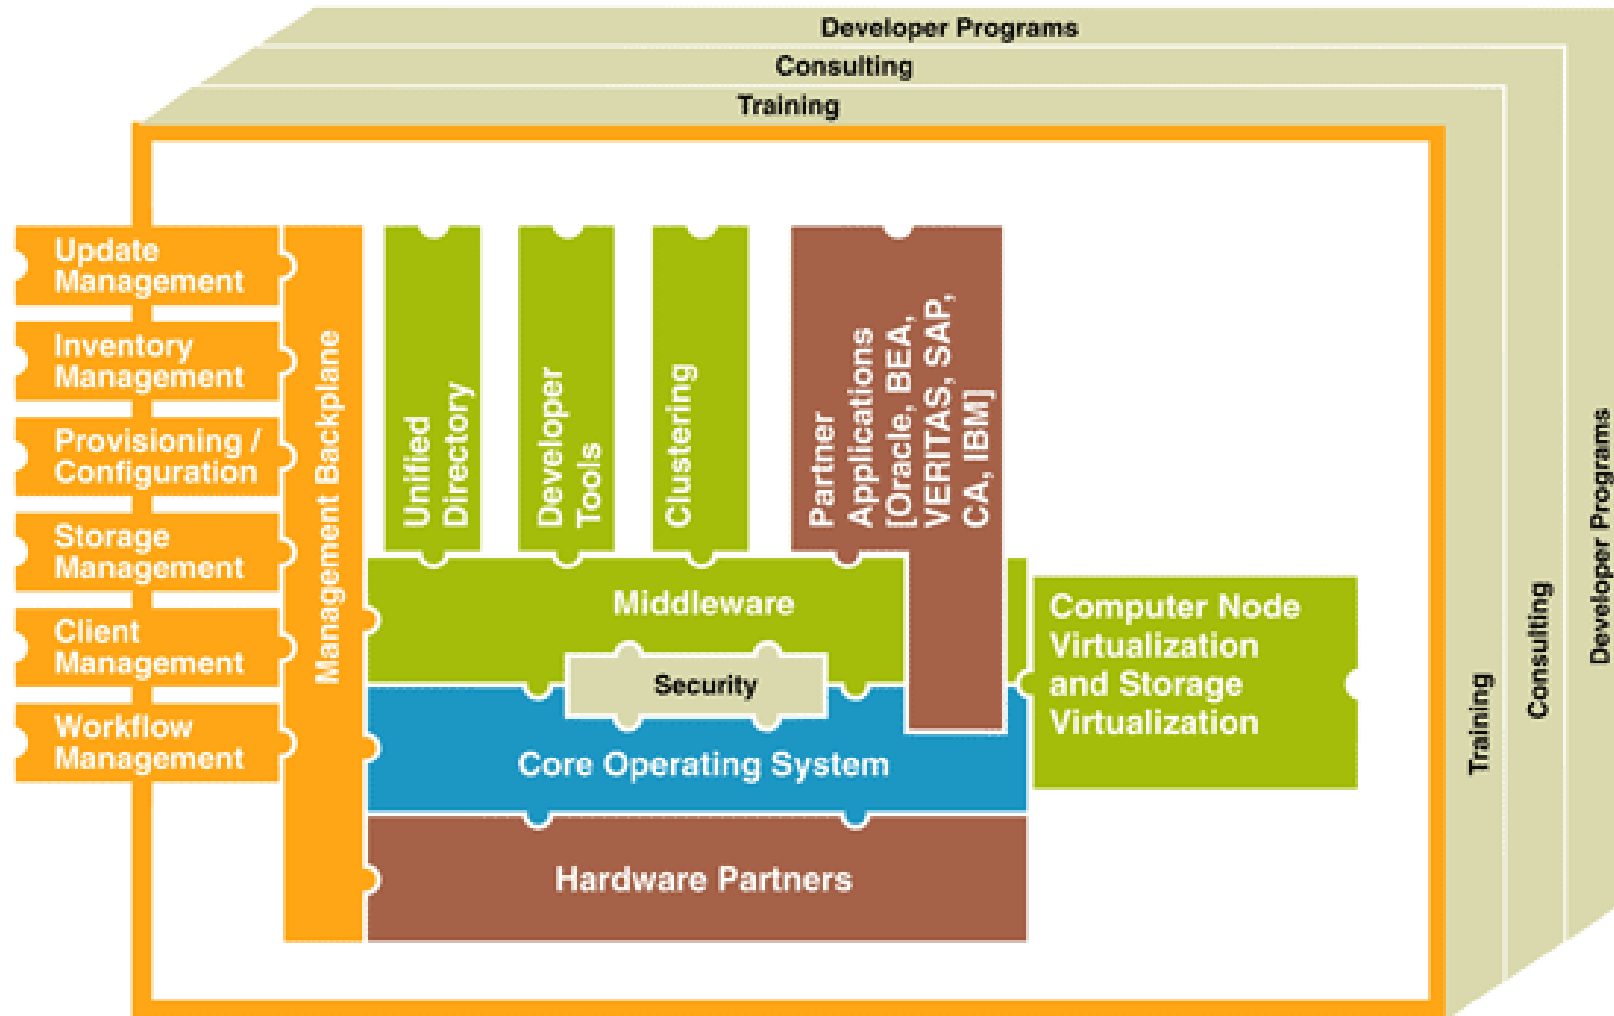 Developer Programs
Consulting
Training
Update
Management
Inventory
Management
Provisioning /
Configuration
Storage
Management
Client
Management
Workflow
Management
Management Backplane
Unified
Directory
Developer
Tools
Clustering
Partner
Applications
[Oracle, BEA,
VERITAS, SAP,
CA, IBM]
Middleware
Security
Core Operating System
Hardware Partners
Computer Node
Virtualization
and Storage
Virtualization
Training
Consulting
Developer Programs